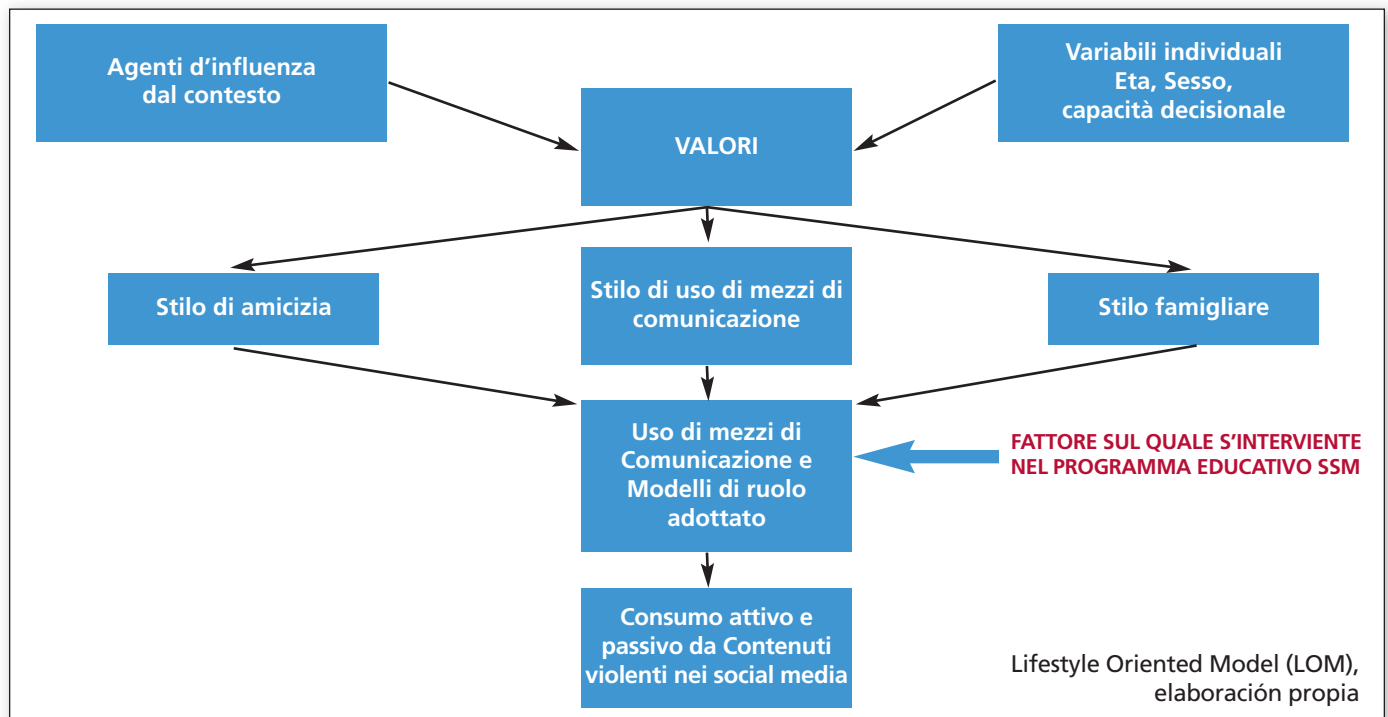 Agenti d’influenza
dal contesto
Variabili individuali
Eta, Sesso,
capacità decisionale
VALORI
Stilo di amicizia
Stilo di uso di mezzi di
comunicazione
Stilo famigliare
Uso di mezzi di
Comunicazione e
Modelli di ruolo
adottato
FATTORE SUL QUALE S’INTERVIENTE
NEL PROGRAMMA EDUCATIVO SSM
Consumo attivo e
passivo da Contenuti
violenti nei social media
Lifestyle Oriented Model (LOM),
elaboración propia